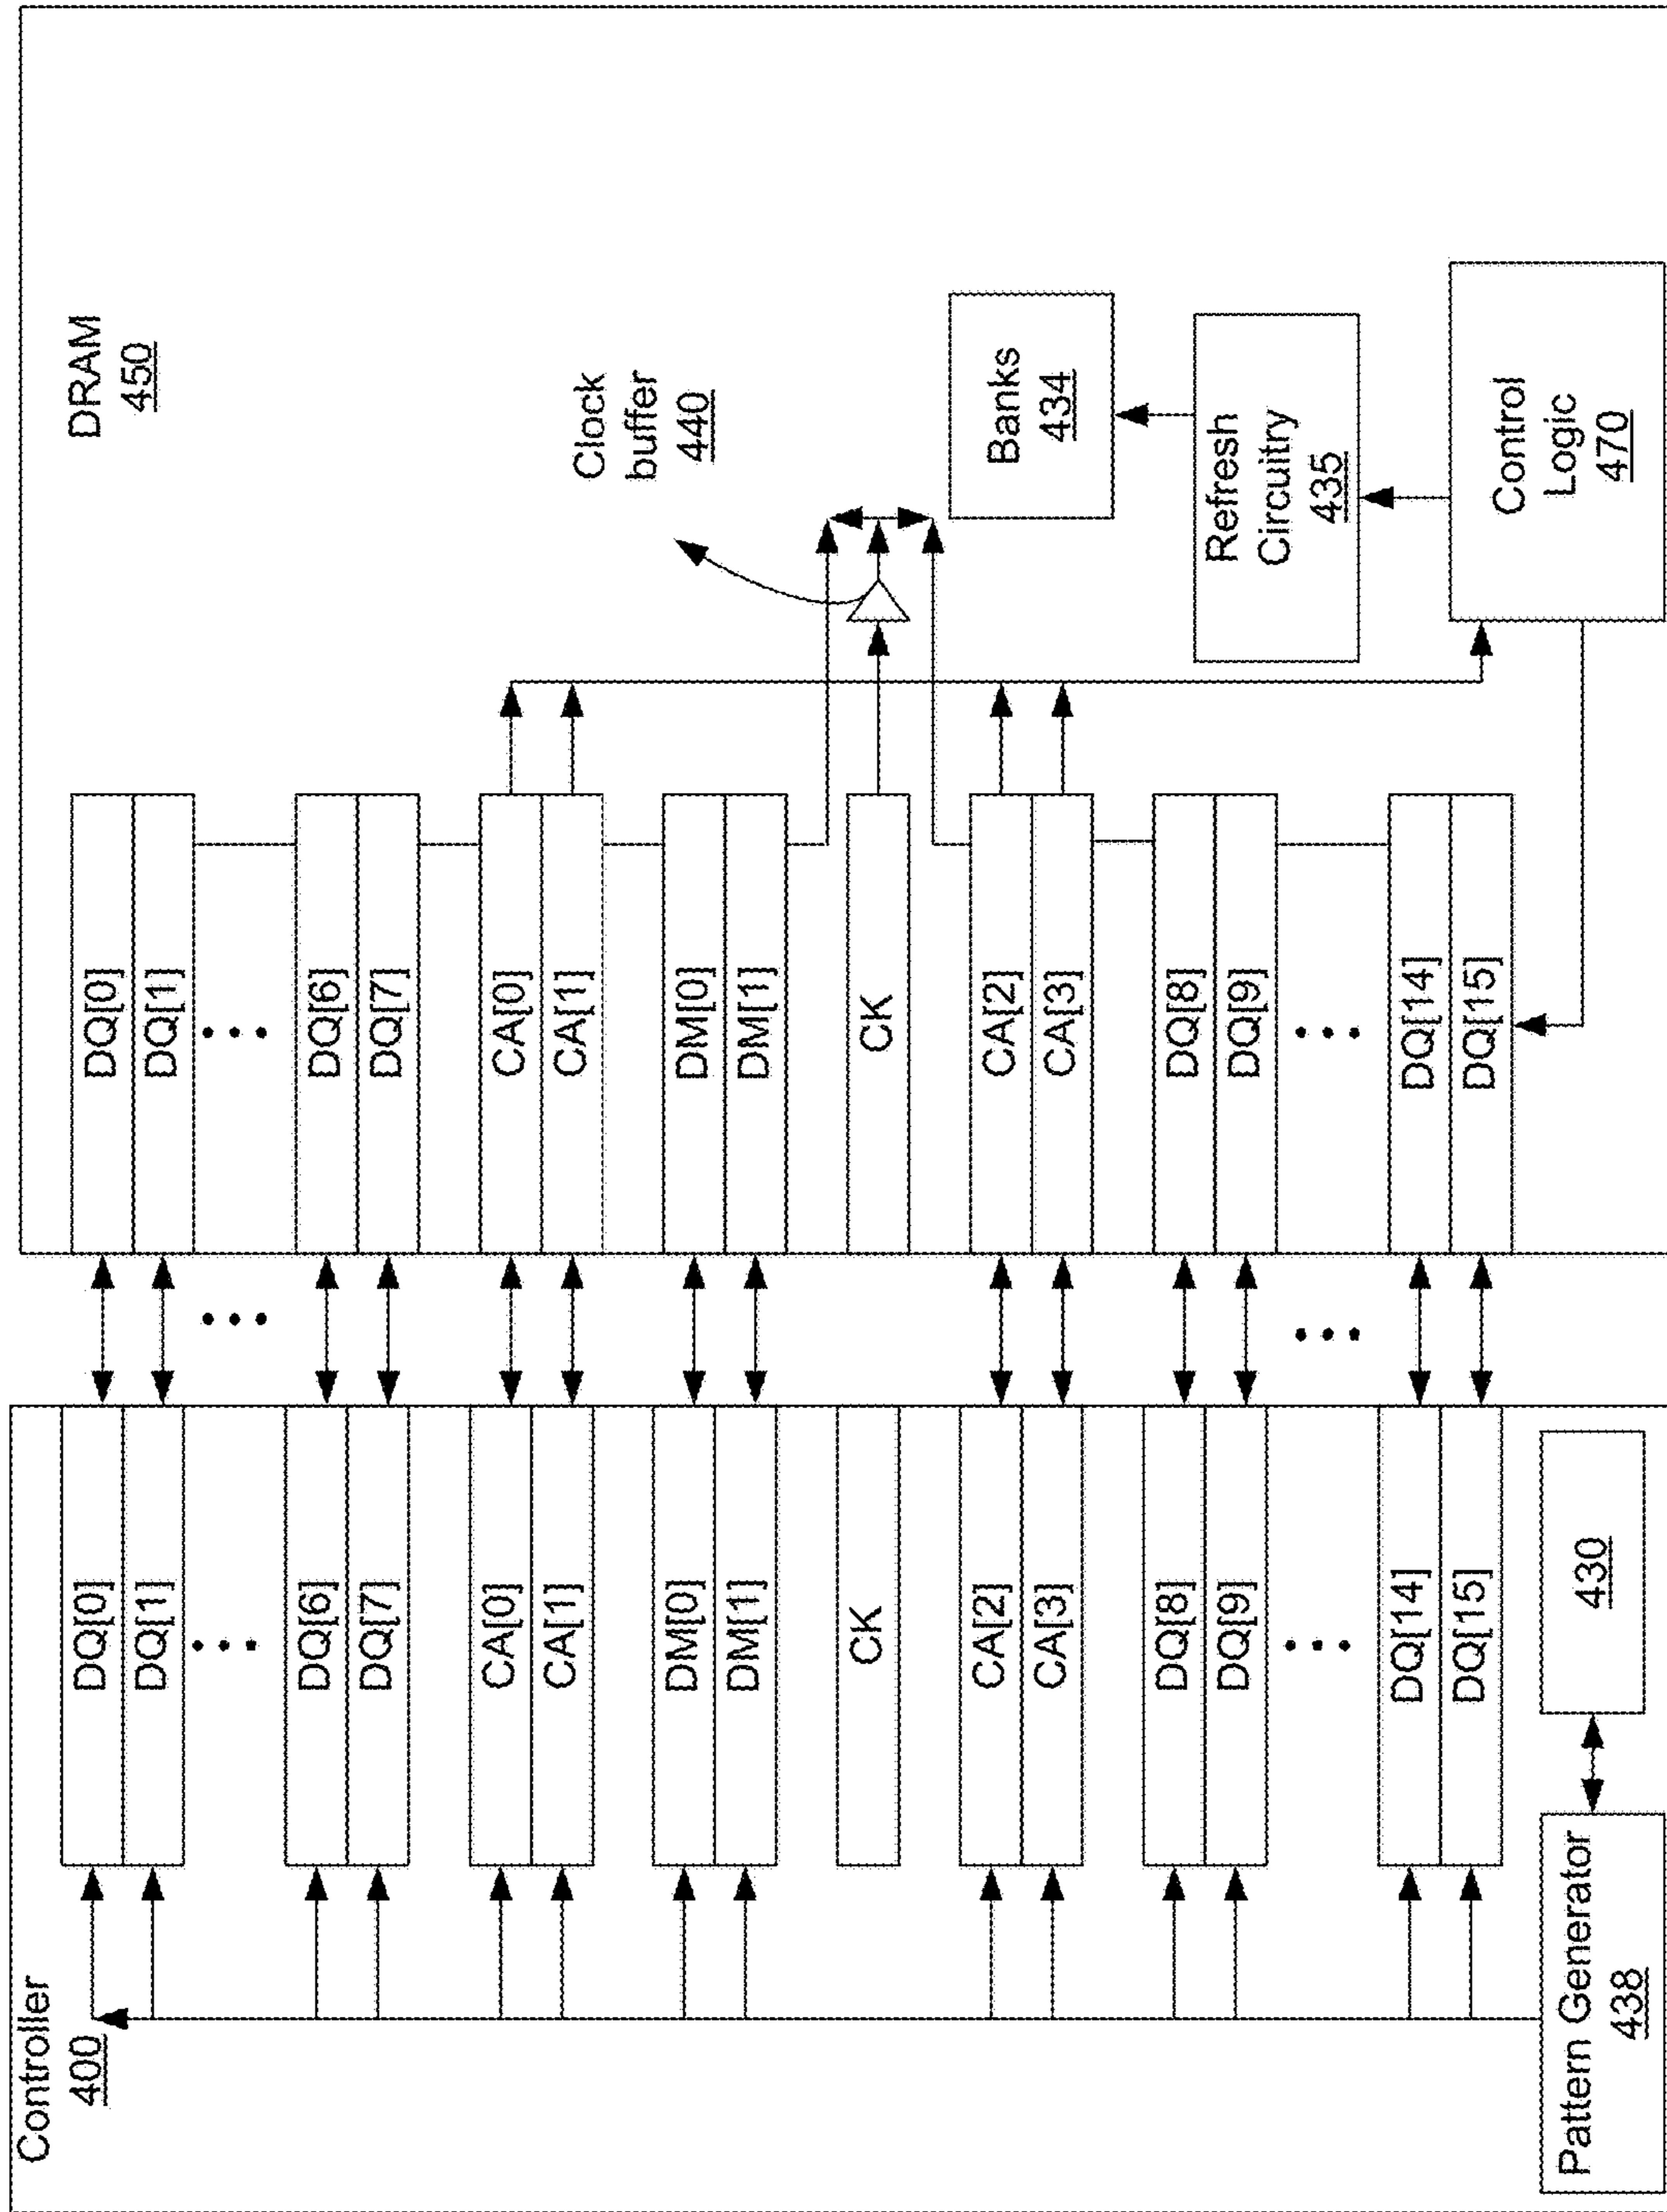 Controller
400
DQ[0]
DQ[1]
•••
DQ[6]
DQ[7]
CA[0]
CA[1]
DM[0]
DM[1]
CK
CA[2]
CA[3]
DQ[8]
DQ[9]
•••
DQ[14]
DQ[15]
Pattern Generator
438
430
•••
•••
DRAM
450
DQ[0]
DQ[1]
•••
DQ[6]
DQ[7]
CA[0]
CA[1]
DM[0]
DM[1]
CK
CA[2]
CA[3]
DQ[8]
DQ[9]
•••
DQ[14]
DQ[15]
Clock
buffer
440
Banks
434
Refresh
Circuitry
435
Control
Logic
470